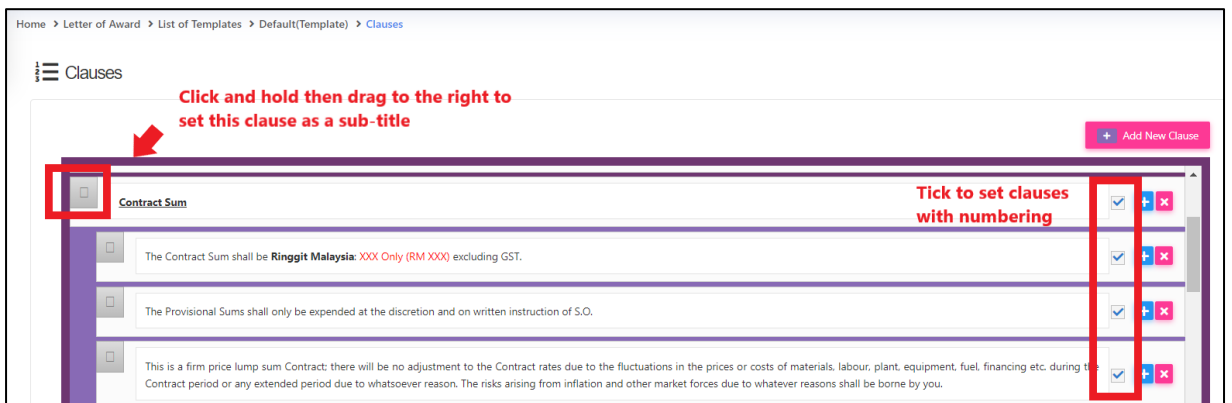 Home > Letter of Award > List of Templates > Default(Template) > Clauses
Clauses
Click and hold then drag to the right to
set this clause as a sub-title
+ Add New Clause
Contract Sum
Tick to set clauses
with numbering
The Contract Sum shall be Ringgit Malaysia: XXX Only (RM XXX) excluding GST.
The Provisional Sums shall only be expended at the discretion and on written instruction of S.O.
This is a firm price lump sum Contract; there will be no adjustment to the Contract rates due to the fluctuations in the prices or costs of materials, labour, plant, equipment, fuel, financing etc. during the
Contract period or any extended period due to whatsoever reason. The risks arising from inflation and other market forces due to whatever reasons shall be borne by you.